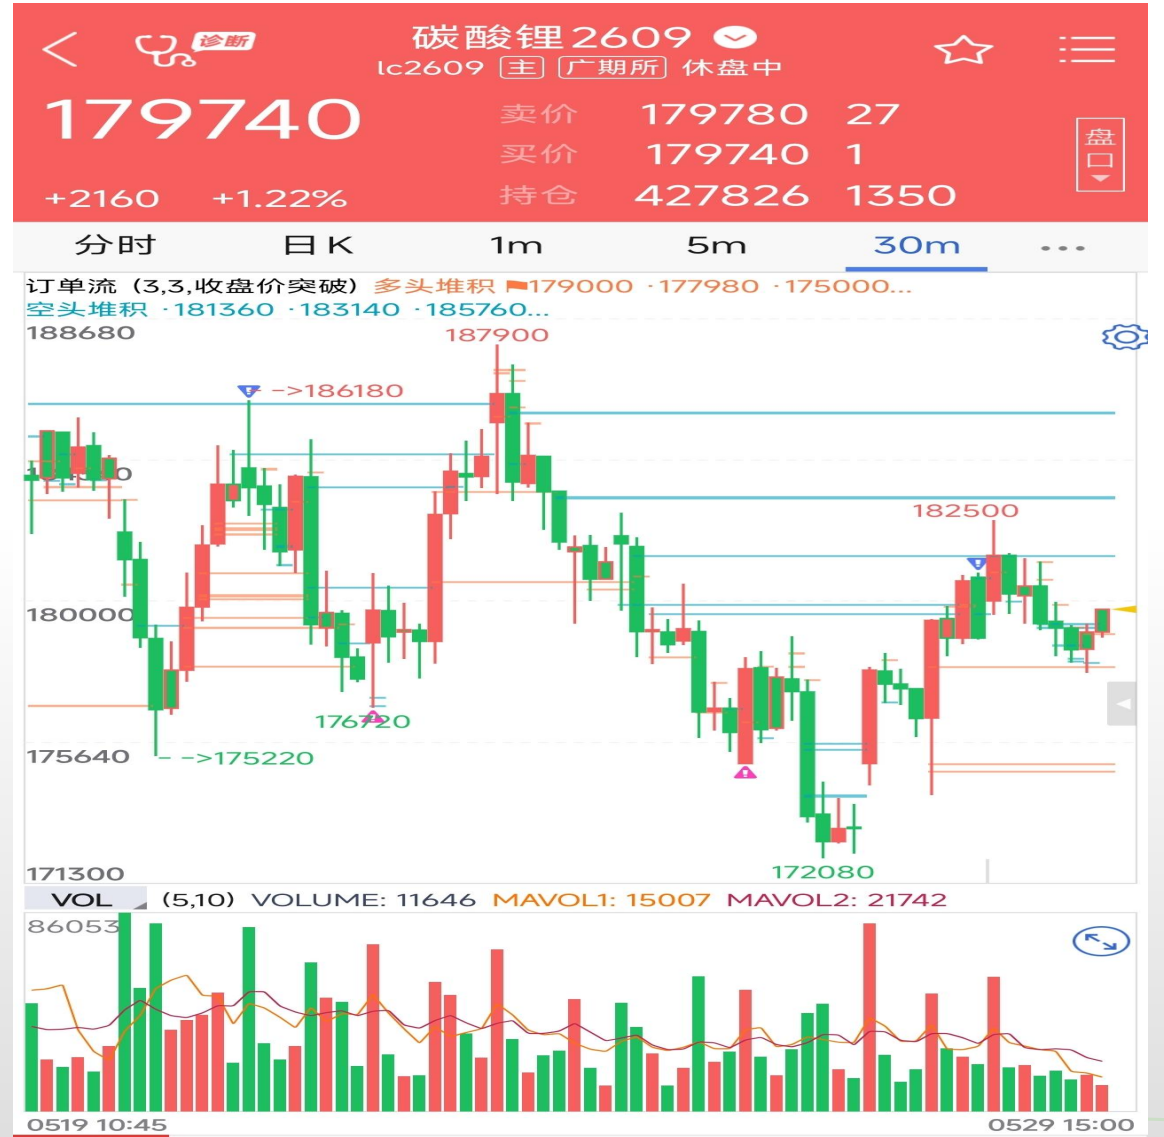 诊断
碳酸锂2609
lc2609 主 广期所 休盘中
179740
卖价 179780 27
买价 179740 1
+2160 +1.22%
持仓 427826 1350
盘口
分时 日K 1m 5m 30m
订单流 (3,3,收盘价突破) 多头堆积 179000 ·177980 ·175000...
空头堆积 ·181360 ·183140 ·185760...
188680
187900
-->186180
182500
180000
176720
175640
-->175220
172080
171300
VOL (5,10) VOLUME: 11646 MAVOL1: 15007 MAVOL2: 21742
86053
0519 10:45 0529 15:00